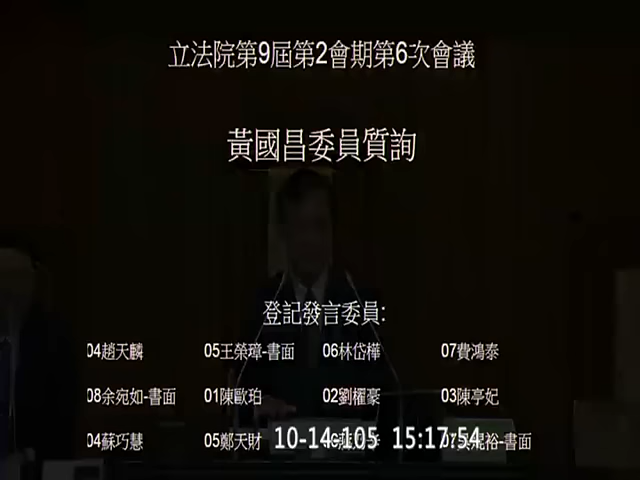 立法院第9屆第2會期第6次會議
黃國昌委員質詢
登記發言委員:
04趙天麟 05王榮璋-書面 06林岱樺 07費鴻泰
08余宛如-書面 01陳歐珀 02劉櫂豪 03陳亭妃
04蘇巧慧 05鄭天財 10-14-105 15:17:54 裕-書面